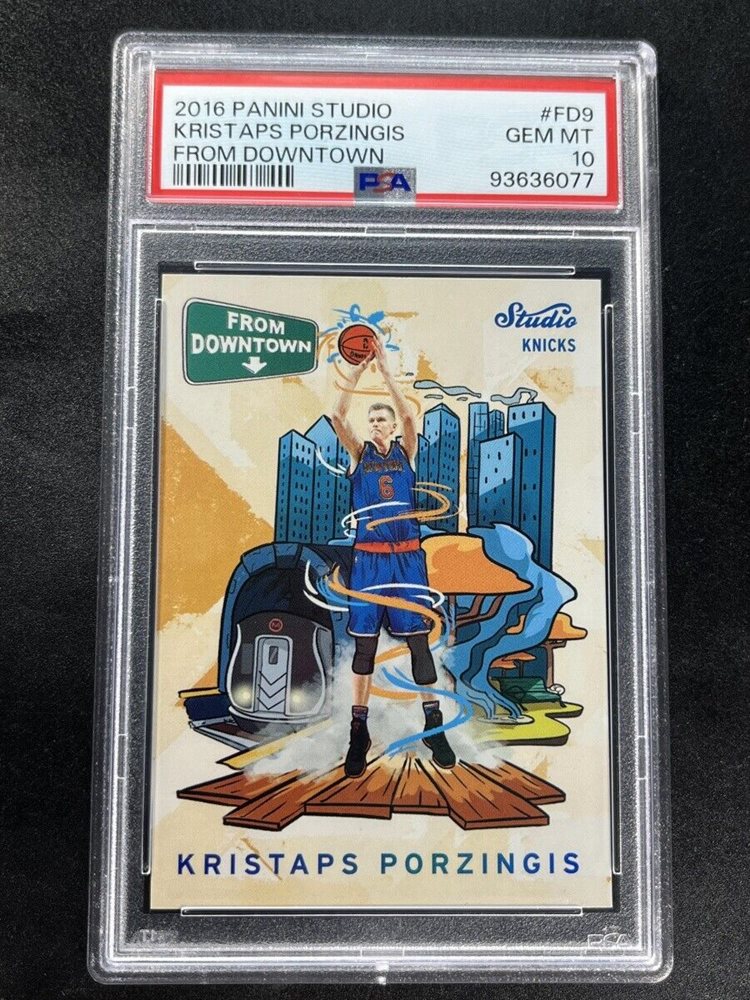 2016 PANINI STUDIO #FD9
KRISTAPS PORZINGIS GEM MT
FROM DOWNTOWN 10
PSA 93636077
FROM
DOWNTOWN
Studio
KNICKS
6
M
KRISTAPS PORZINGIS
PSA